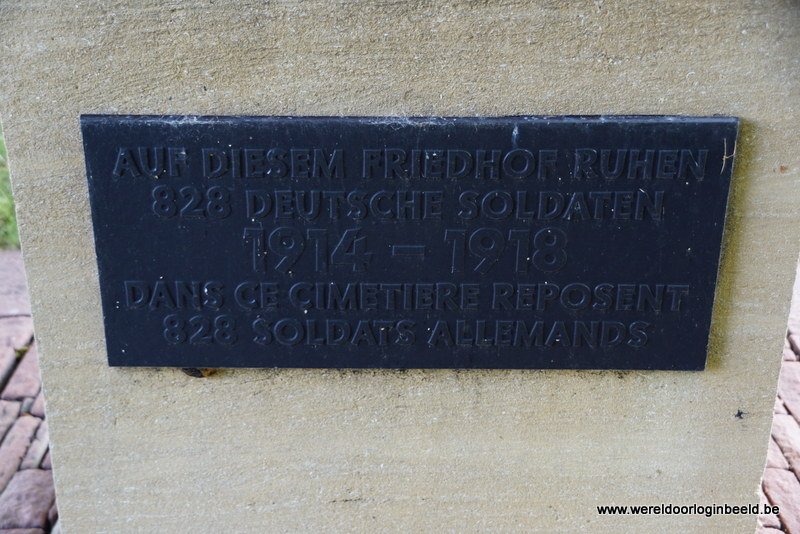 AUF DIESEM FRIEDHOF RUHEN
828 DEUTSCHE SOLDATEN
1914 – 1918
DANS CE CIMETIERE REPOSENT
828 SOLDATS ALLEMANDS
www.wereldoorloginbeeld.be